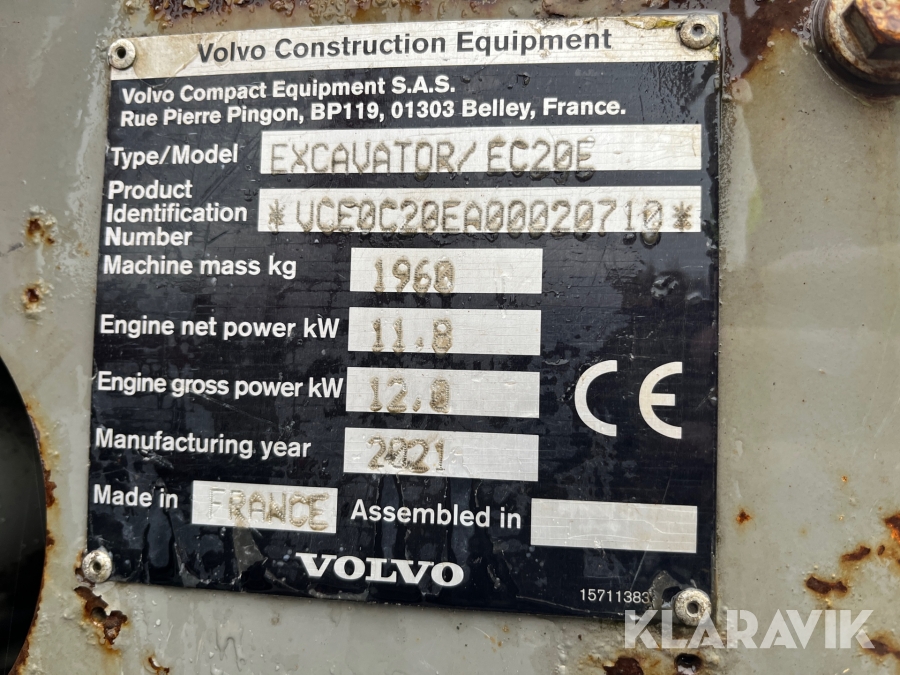 Volvo Construction Equipment
Volvo Compact Equipment S.A.S.
Rue Pierre Pingon, BP119, 01303 Belley, France.
Type/Model EXCAVATOR/EC20E
Product
Identification *VCE0C20EA00020710*
Number
Machine mass kg 1960
Engine net power kW 11.8
Engine gross power kW 12.0
Manufacturing year 2021
Made in FRANCE Assembled in
CE
VOLVO
15711383
KLARAVIK